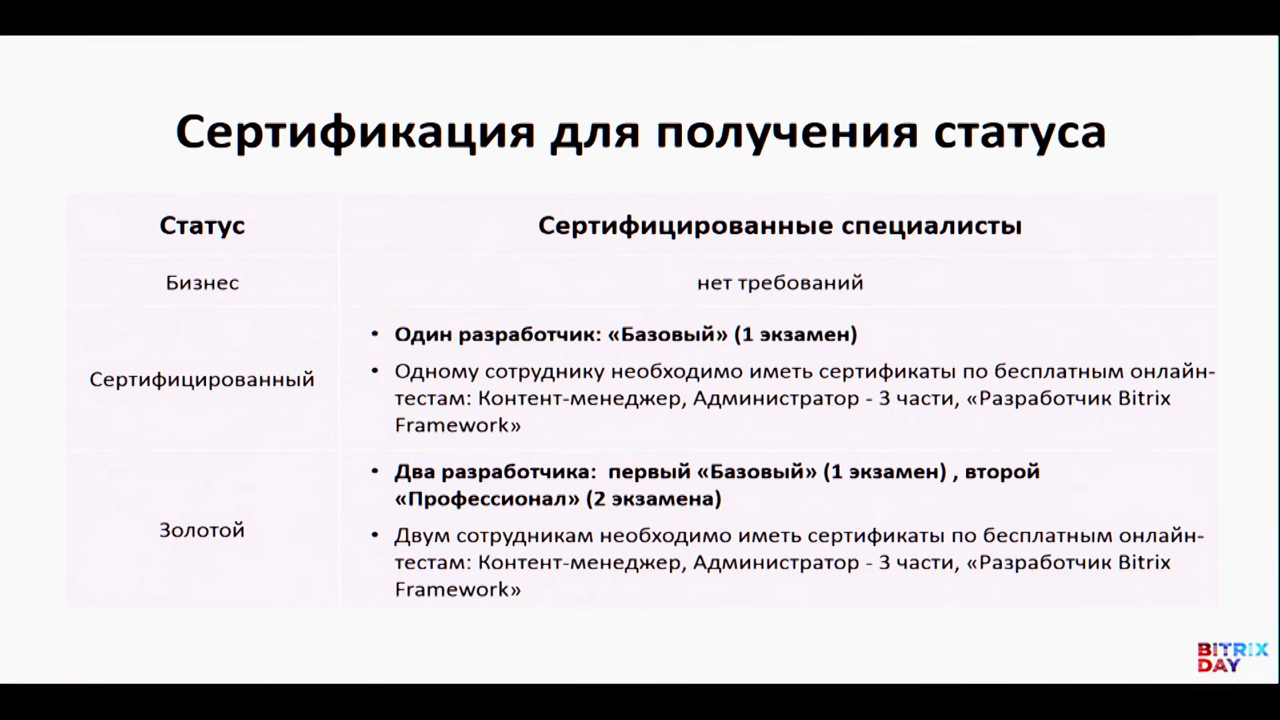 Сертификация для получения статуса
Статус
Сертифицированные специалисты
Бизнес
нет требований
Сертифицированный
• Один разработчик: «Базовый» (1 экзамен)
• Одному сотруднику необходимо иметь сертификаты по бесплатным онлайн-
тестам: Контент-менеджер, Администратор - 3 части, «Разработчик Bitrix
Framework»
Золотой
• Два разработчика: первый «Базовый» (1 экзамен) , второй
«Профессионал» (2 экзамена)
• Двум сотрудникам необходимо иметь сертификаты по бесплатным онлайн-
тестам: Контент-менеджер, Администратор - 3 части, «Разработчик Bitrix
Framework»
BITRIX
DAY